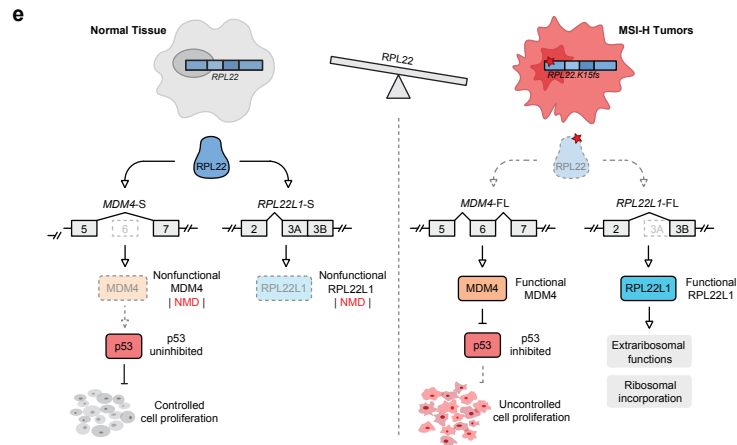 e
Normal Tissue
RPL22
RPL22
MSI-H Tumors
RPL22.K15fs
RPL22
RPL22
MDM4-S
5
6
7
RPL22L1-S
2
3A
3B
MDM4-FL
5
6
7
RPL22L1-FL
2
3A
3B
MDM4
Nonfunctional
MDM4
| NMD |
RPL22L1
Nonfunctional
RPL22L1
| NMD |
MDM4
Functional
MDM4
RPL22L1
Functional
RPL22L1
p53
p53
uninhibited
p53
p53
inhibited
Extraribosomal
functions
Ribosomal
incorporation
Controlled
cell proliferation
Uncontrolled
cell proliferation